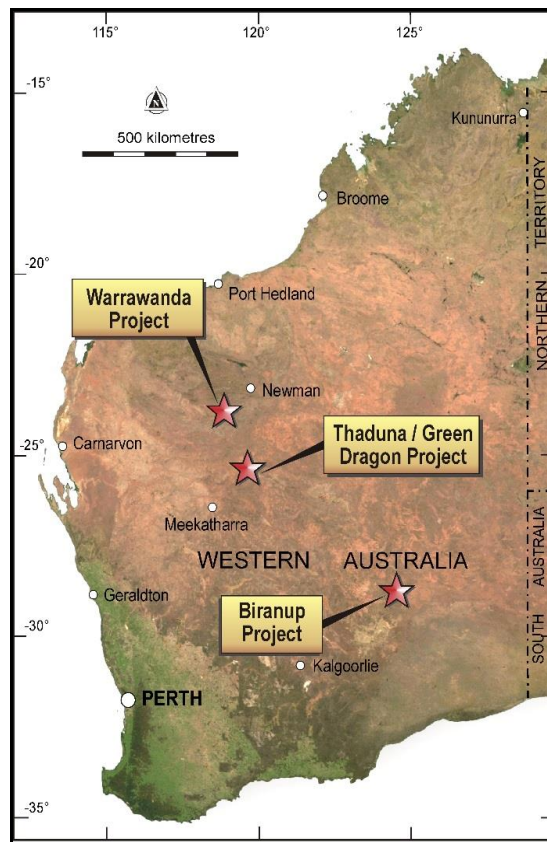 115°
120°
125°
-15°
N
500 kilometres
Kununurra
Broome
NORTHERN TERRITORY
-20°
Warrawanda
Project
Port Hedland
Newman
Thaduna / Green
Dragon Project
-25°
Carnarvon
Meekatharra
WESTERN AUSTRALIA
SOUTH AUSTRALIA
Geraldton
Biranup
Project
-30°
Kalgoorlie
PERTH
-35°